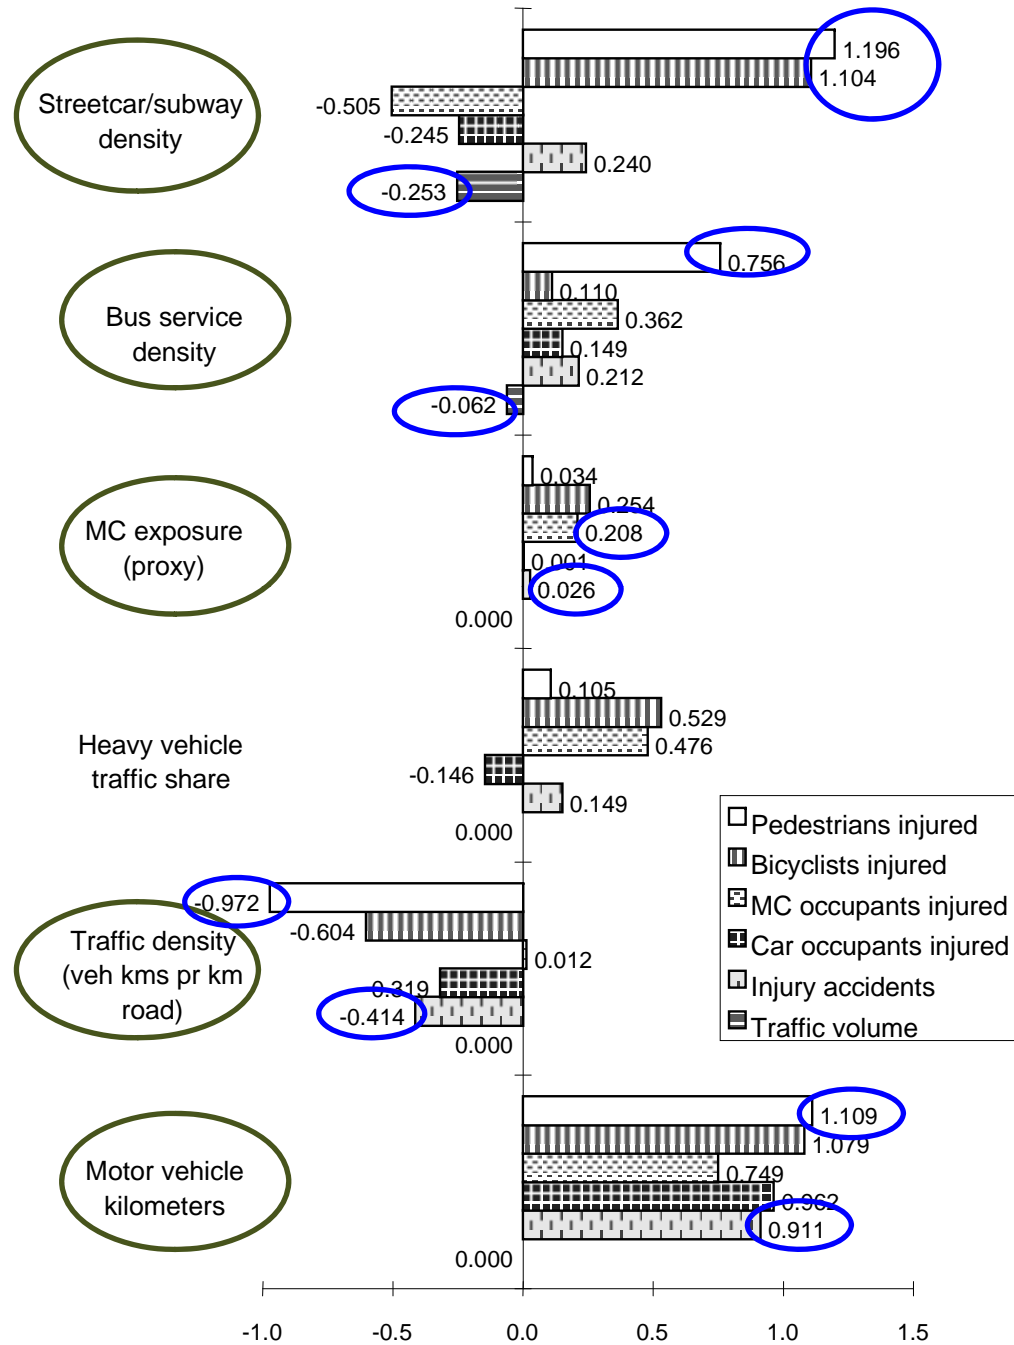 1.196
1.104
Streetcar/subway
density
-0.505
-0.245
0.240
-0.253
0.756
0.110
Bus service
density
0.362
0.149
0.212
-0.062
0.034
0.254
MC exposure
(proxy)
0.208
0.001
0.026
0.000
0.105
0.529
Heavy vehicle
traffic share
0.476
-0.146
0.149
0.000
Pedestrians injured
Bicyclists injured
MC occupants injured
Car occupants injured
Injury accidents
Traffic volume
-0.972
-0.604
Traffic density
(veh kms pr km
road)
0.012
-0.319
-0.414
0.000
1.109
1.079
Motor vehicle
kilometers
0.749
0.962
0.911
0.000
-1.0 -0.5 0.0 0.5 1.0 1.5